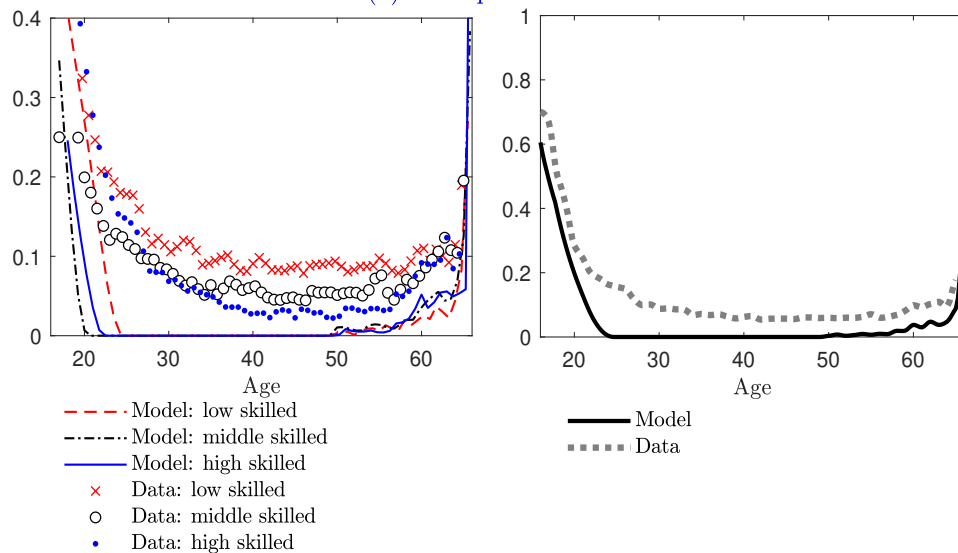 0.4
0.3
0.2
0.1
0
20
30
40
50
60
Age
Model: low skilled
Model: middle skilled
Model: high skilled
Data: low skilled
Data: middle skilled
Data: high skilled
1
0.8
0.6
0.4
0.2
0
20
30
40
50
60
Age
Model
Data